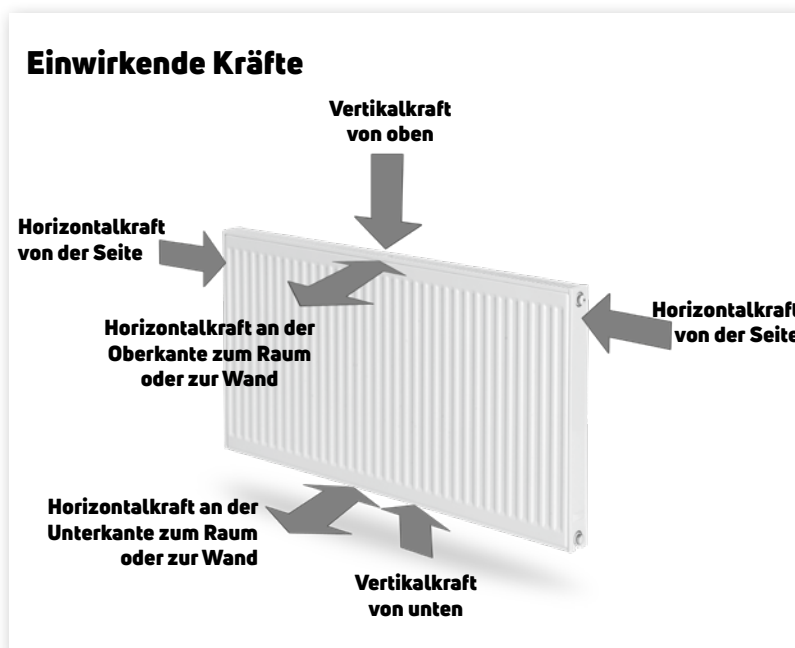 Einwirkende Kräfte
Vertikalkraft
von oben
Horizontalkraft
von der Seite
Horizontalkraft an der
Oberkante zum Raum
oder zur Wand
Horizontalkraft
von der Seite
Horizontalkraft an der
Unterkante zum Raum
oder zur Wand
Vertikalkraft
von unten